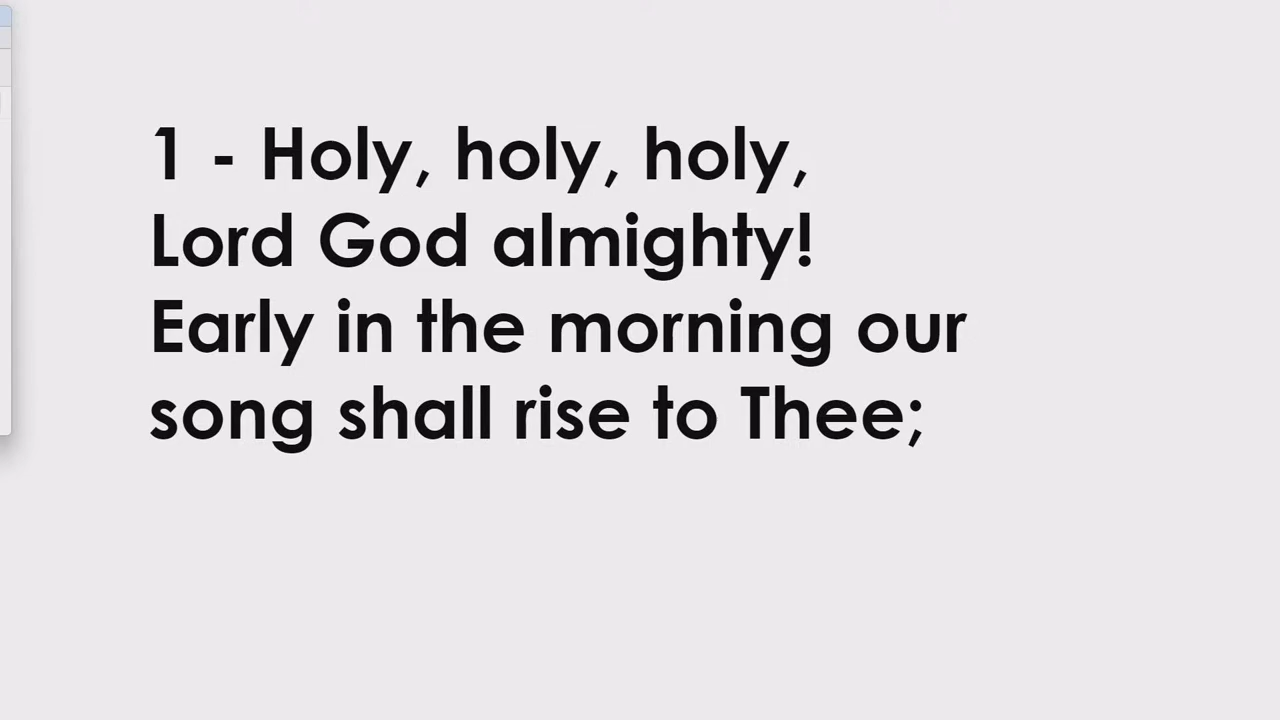 1 - Holy, holy, holy,
Lord God almighty!
Early in the morning our
song shall rise to Thee;